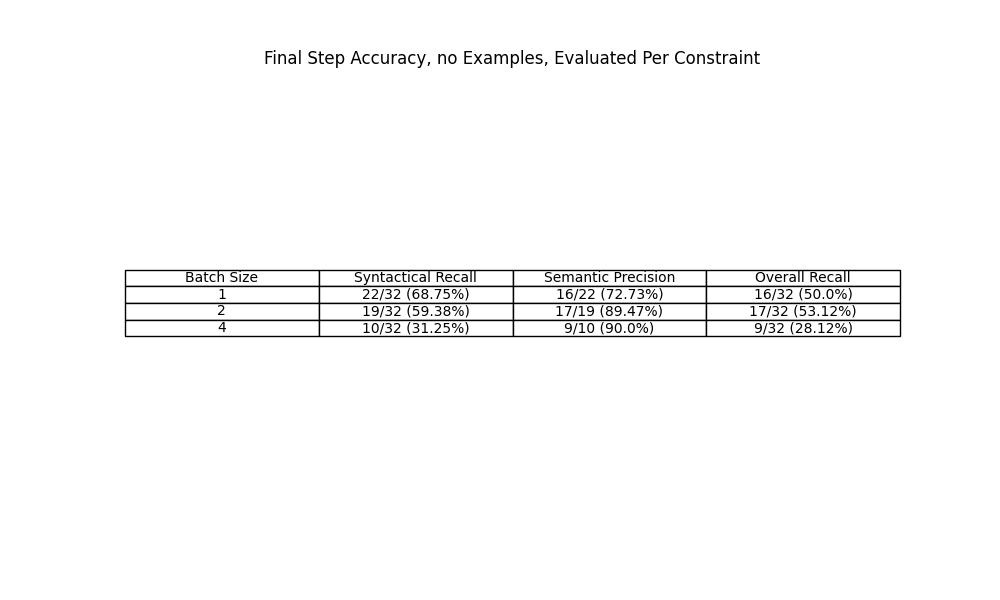 Final Step Accuracy, no Examples, Evaluated Per Constraint
Batch Size Syntactical Recall Semantic Precision Overall Recall
1 22/32 (68.75%) 16/22 (72.73%) 16/32 (50.0%)
2 19/32 (59.38%) 17/19 (89.47%) 17/32 (53.12%)
4 10/32 (31.25%) 9/10 (90.0%) 9/32 (28.12%)